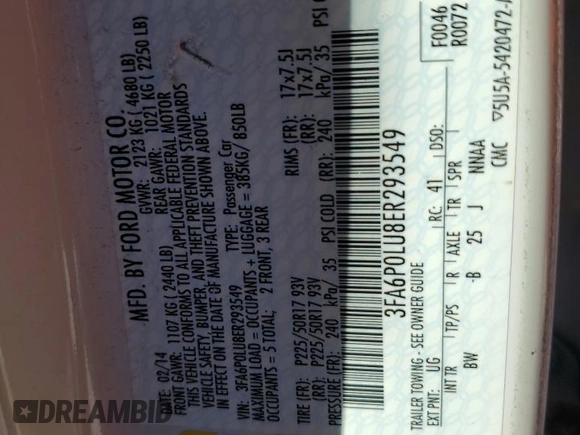 MFD. BY FORD MOTOR CO.
DATE: 02/14 GVWR: 2123 KG ( 4680 LB)
FRONT GAWR: 1107 KG ( 2440 LB) REAR GAWR: 1021 KG ( 2250 LB)
THIS VEHICLE CONFORMS TO ALL APPLICABLE FEDERAL MOTOR
VEHICLE SAFETY, BUMPER, AND THEFT PREVENTION STANDARDS
IN EFFECT ON THE DATE OF MANUFACTURE SHOWN ABOVE.
VIN: 3FA6P0LU8ER293549 TYPE: Passenger Car
MAXIMUM LOAD = OCCUPANTS + LUGGAGE = 385KG/ 850LB
OCCUPANTS = 5 TOTAL; 2 FRONT, 3 REAR
TIRE (FR): P225/50R17 93V RIMS (FR): 17x7.5J
TIRE (RR): P225/50R17 93V (RR): 17x7.5J
PRESSURE (FR): 240 kPa/ 35 PSI COLD (RR): 240 kPa/ 35 PSI
3FA6P0LU8ER293549
F0046
R0072
TRAILER TOWING - SEE OWNER GUIDE
EXT PNT: UG RC: 41 DSO:
INT TR TP/PS R AXLE TR SPR
BW -B 25 J NNAA
CMC ▽5U5A-5420472-
DREAMBID